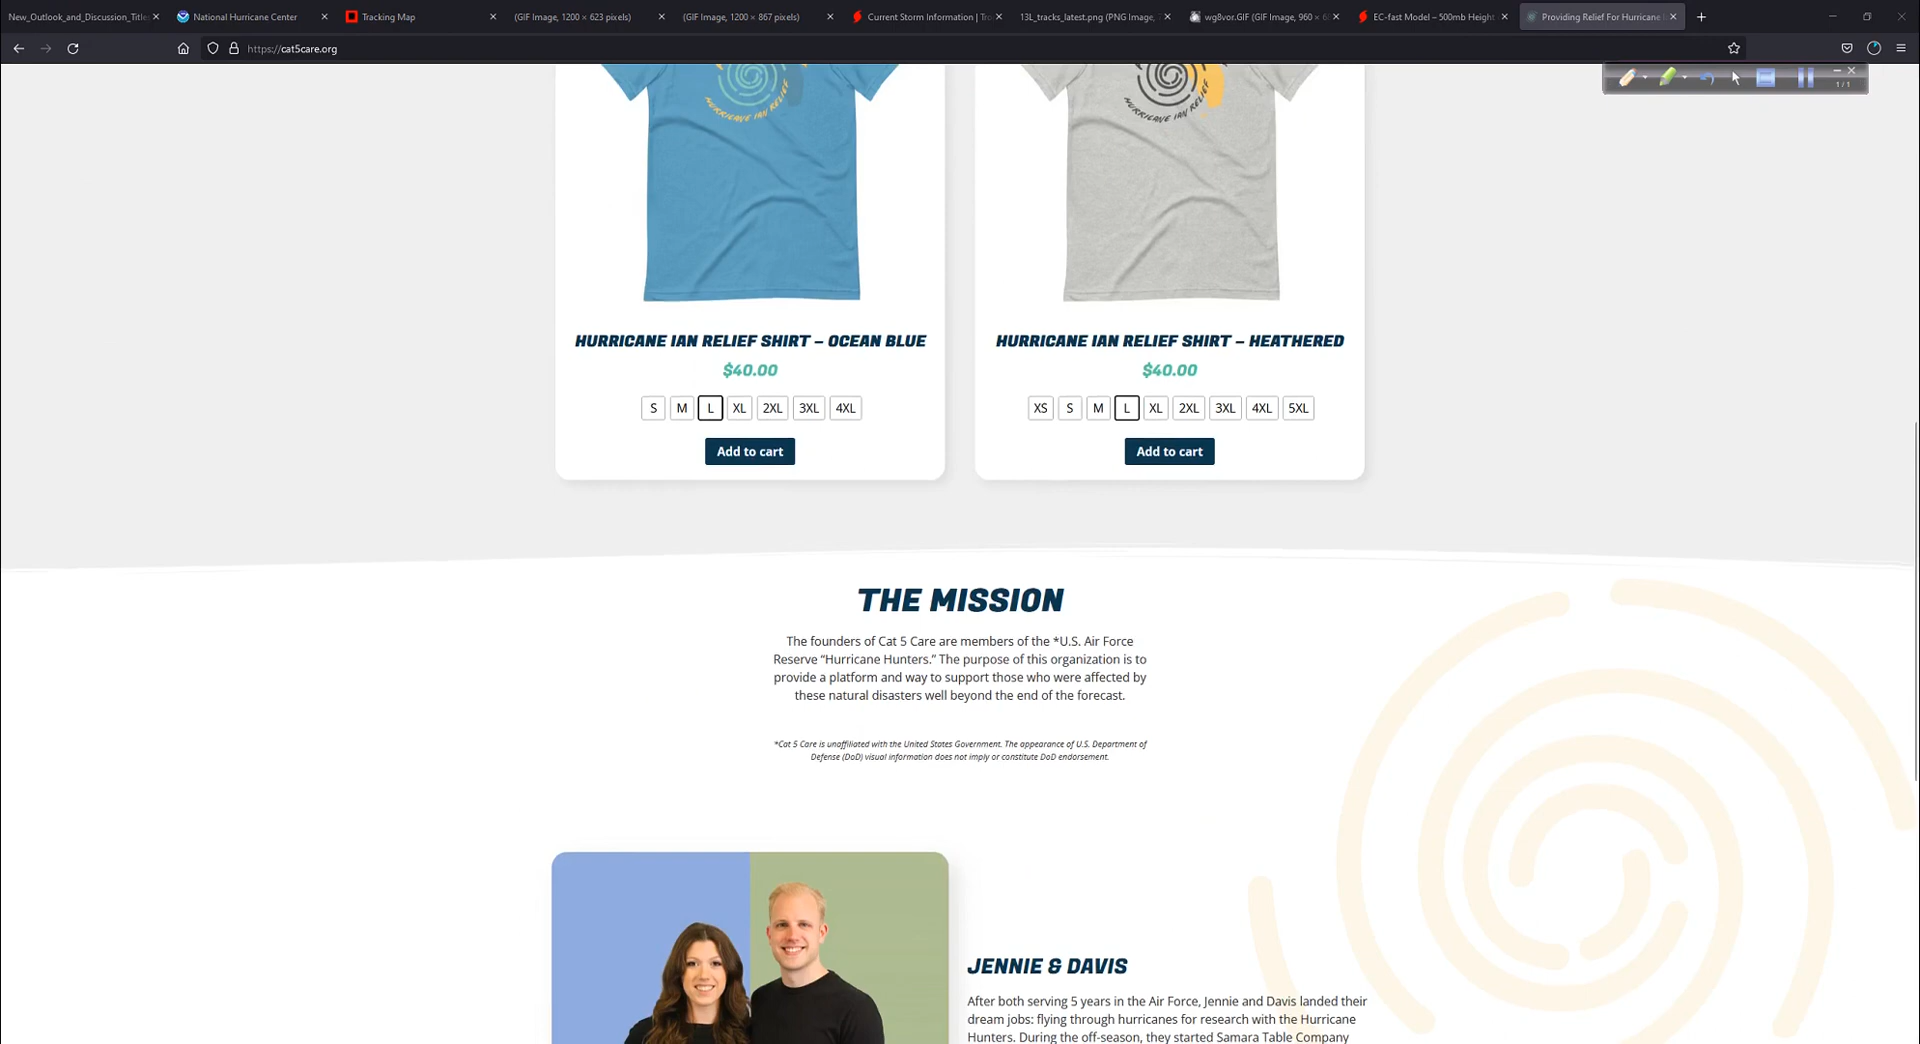 New_Outlook_and_Discussion_Title
National Hurricane Center
Tracking Map
(GIF Image, 1200 × 623 pixels)
(GIF Image, 1200 × 867 pixels)
Current Storm Information | Tro
13L_tracks_latest.png (PNG Image,
wg8vor.GIF (GIF Image, 960 × 6
EC-fast Model – 500mb Height
Providing Relief For Hurricane
https://cat5care.org
1/1
HURRICANE IAN RELIEF
HURRICANE IAN RELIEF
HURRICANE IAN RELIEF SHIRT – OCEAN BLUE
$40.00
S M L XL 2XL 3XL 4XL
Add to cart
HURRICANE IAN RELIEF SHIRT – HEATHERED
$40.00
XS S M L XL 2XL 3XL 4XL 5XL
Add to cart
THE MISSION
The founders of Cat 5 Care are members of the *U.S. Air Force
Reserve “Hurricane Hunters.” The purpose of this organization is to
provide a platform and way to support those who were affected by
these natural disasters well beyond the end of the forecast.
*Cat 5 Care is unaffiliated with the United States Government. The appearance of U.S. Department of
Defense (DoD) visual information does not imply or constitute DoD endorsement.
JENNIE & DAVIS
After both serving 5 years in the Air Force, Jennie and Davis landed their
dream jobs: flying through hurricanes for research with the Hurricane
Hunters. During the off-season, they started Samara Table Company